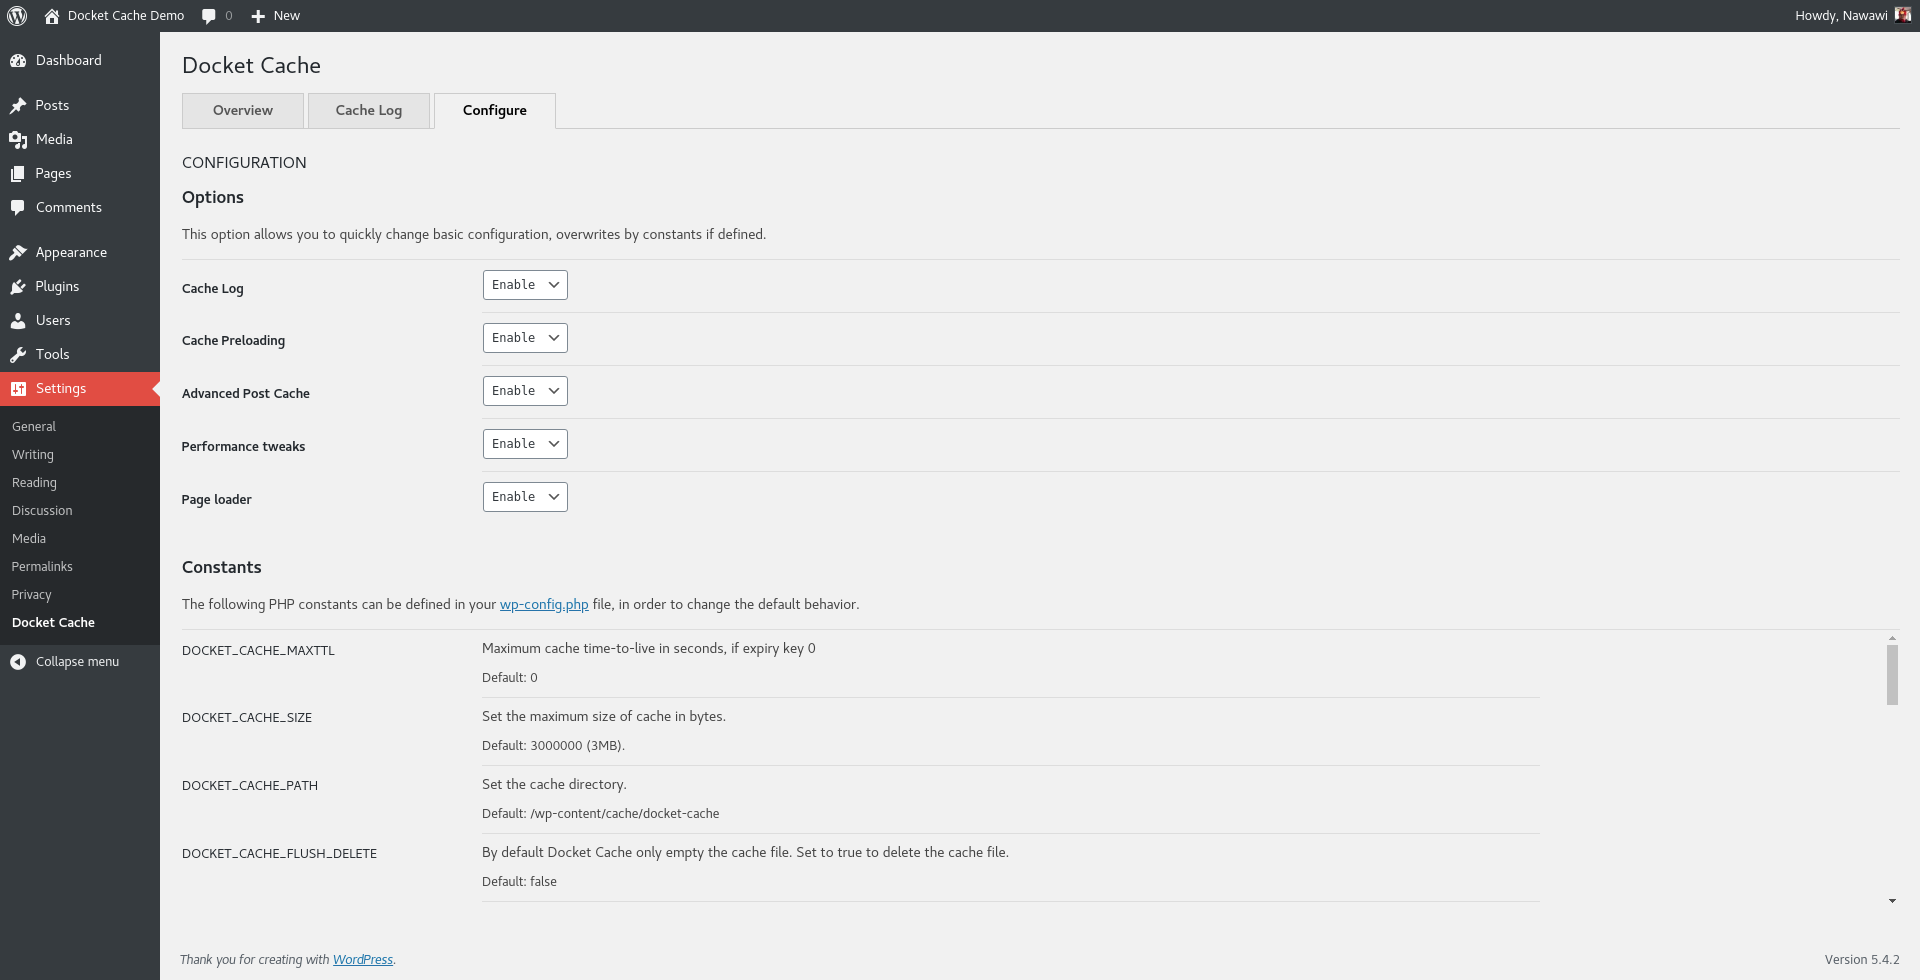 Docket Cache Demo
0
New
Howdy, Nawawi
Dashboard
Posts
Media
Pages
Comments
Appearance
Plugins
Users
Tools
Settings
General
Writing
Reading
Discussion
Media
Permalinks
Privacy
Docket Cache
Collapse menu
Docket Cache
Overview
Cache Log
Configure
CONFIGURATION
Options
This option allows you to quickly change basic configuration, overwrites by constants if defined.
Cache Log Enable
Cache Preloading Enable
Advanced Post Cache Enable
Performance tweaks Enable
Page loader Enable
Constants
The following PHP constants can be defined in your wp-config.php file, in order to change the default behavior.
DOCKET_CACHE_MAXTTL Maximum cache time-to-live in seconds, if expiry key 0
Default: 0
DOCKET_CACHE_SIZE Set the maximum size of cache in bytes.
Default: 3000000 (3MB).
DOCKET_CACHE_PATH Set the cache directory.
Default: /wp-content/cache/docket-cache
DOCKET_CACHE_FLUSH_DELETE By default Docket Cache only empty the cache file. Set to true to delete the cache file.
Default: false
Thank you for creating with WordPress.
Version 5.4.2